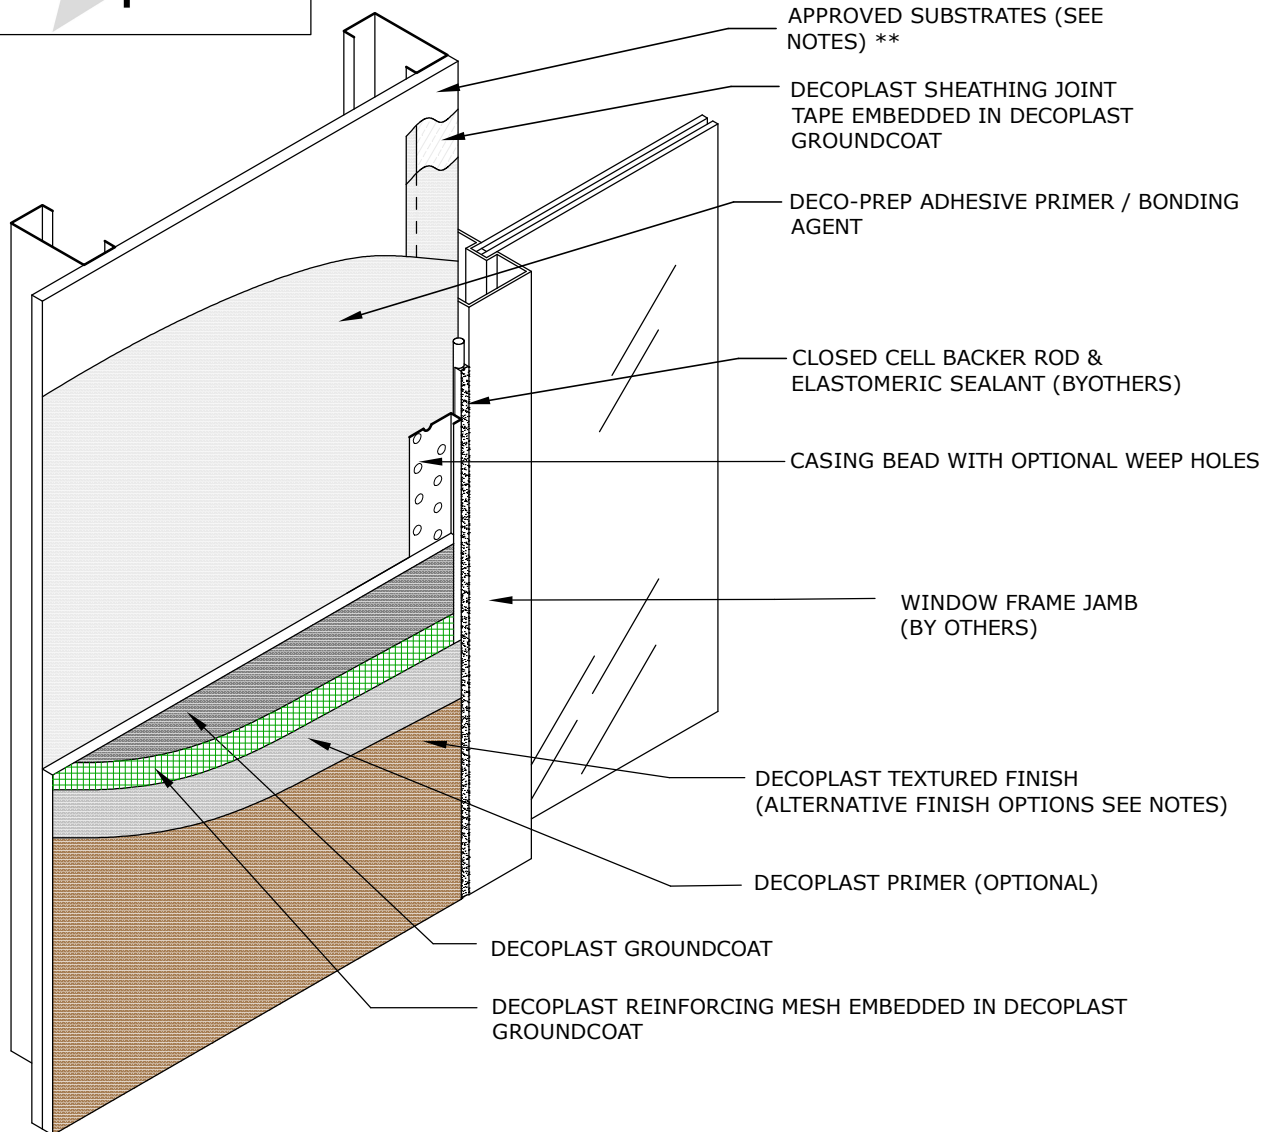 APPROVED SUBSTRATES (SEE
NOTES) **
DECOPLAST SHEATHING JOINT
TAPE EMBEDDED IN DECOPLAST
GROUNDCOAT
DECO-PREP ADHESIVE PRIMER / BONDING
AGENT
CLOSED CELL BACKER ROD &
ELASTOMERIC SEALANT (BYOTHERS)
CASING BEAD WITH OPTIONAL WEEP HOLES
WINDOW FRAME JAMB
(BY OTHERS)
DECOPLAST TEXTURED FINISH
(ALTERNATIVE FINISH OPTIONS SEE NOTES)
DECOPLAST PRIMER (OPTIONAL)
DECOPLAST GROUNDCOAT
DECOPLAST REINFORCING MESH EMBEDDED IN DECOPLAST
GROUNDCOAT